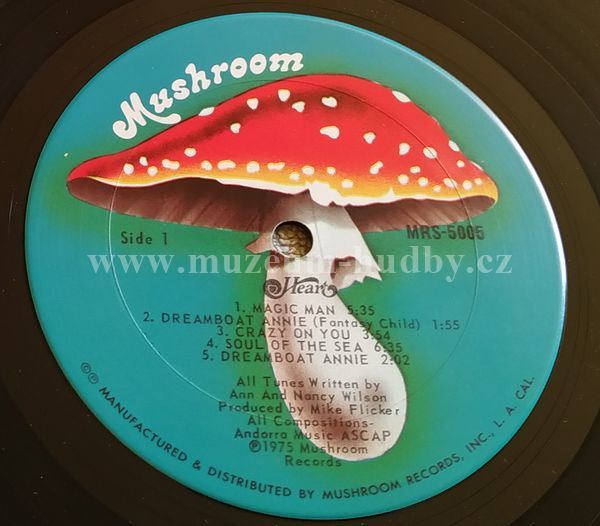 Mushroom
Side 1
MRS-5005
www.muzeum-hudby.cz
Heart
1. MAGIC MAN 5:35
2. DREAMBOAT ANNIE (Fantasy Child) 1:55
3. CRAZY ON YOU 3:54
4. SOUL OF THE SEA 6:35
5. DREAMBOAT ANNIE 2:02
All Tunes Written by
Ann And Nancy Wilson
Produced by Mike Flicker
All Compositions-
Andorra Music ASCAP
Ⓟ1975 Mushroom
Records
©Ⓟ MANUFACTURED & DISTRIBUTED BY MUSHROOM RECORDS, INC., L. A. CAL.